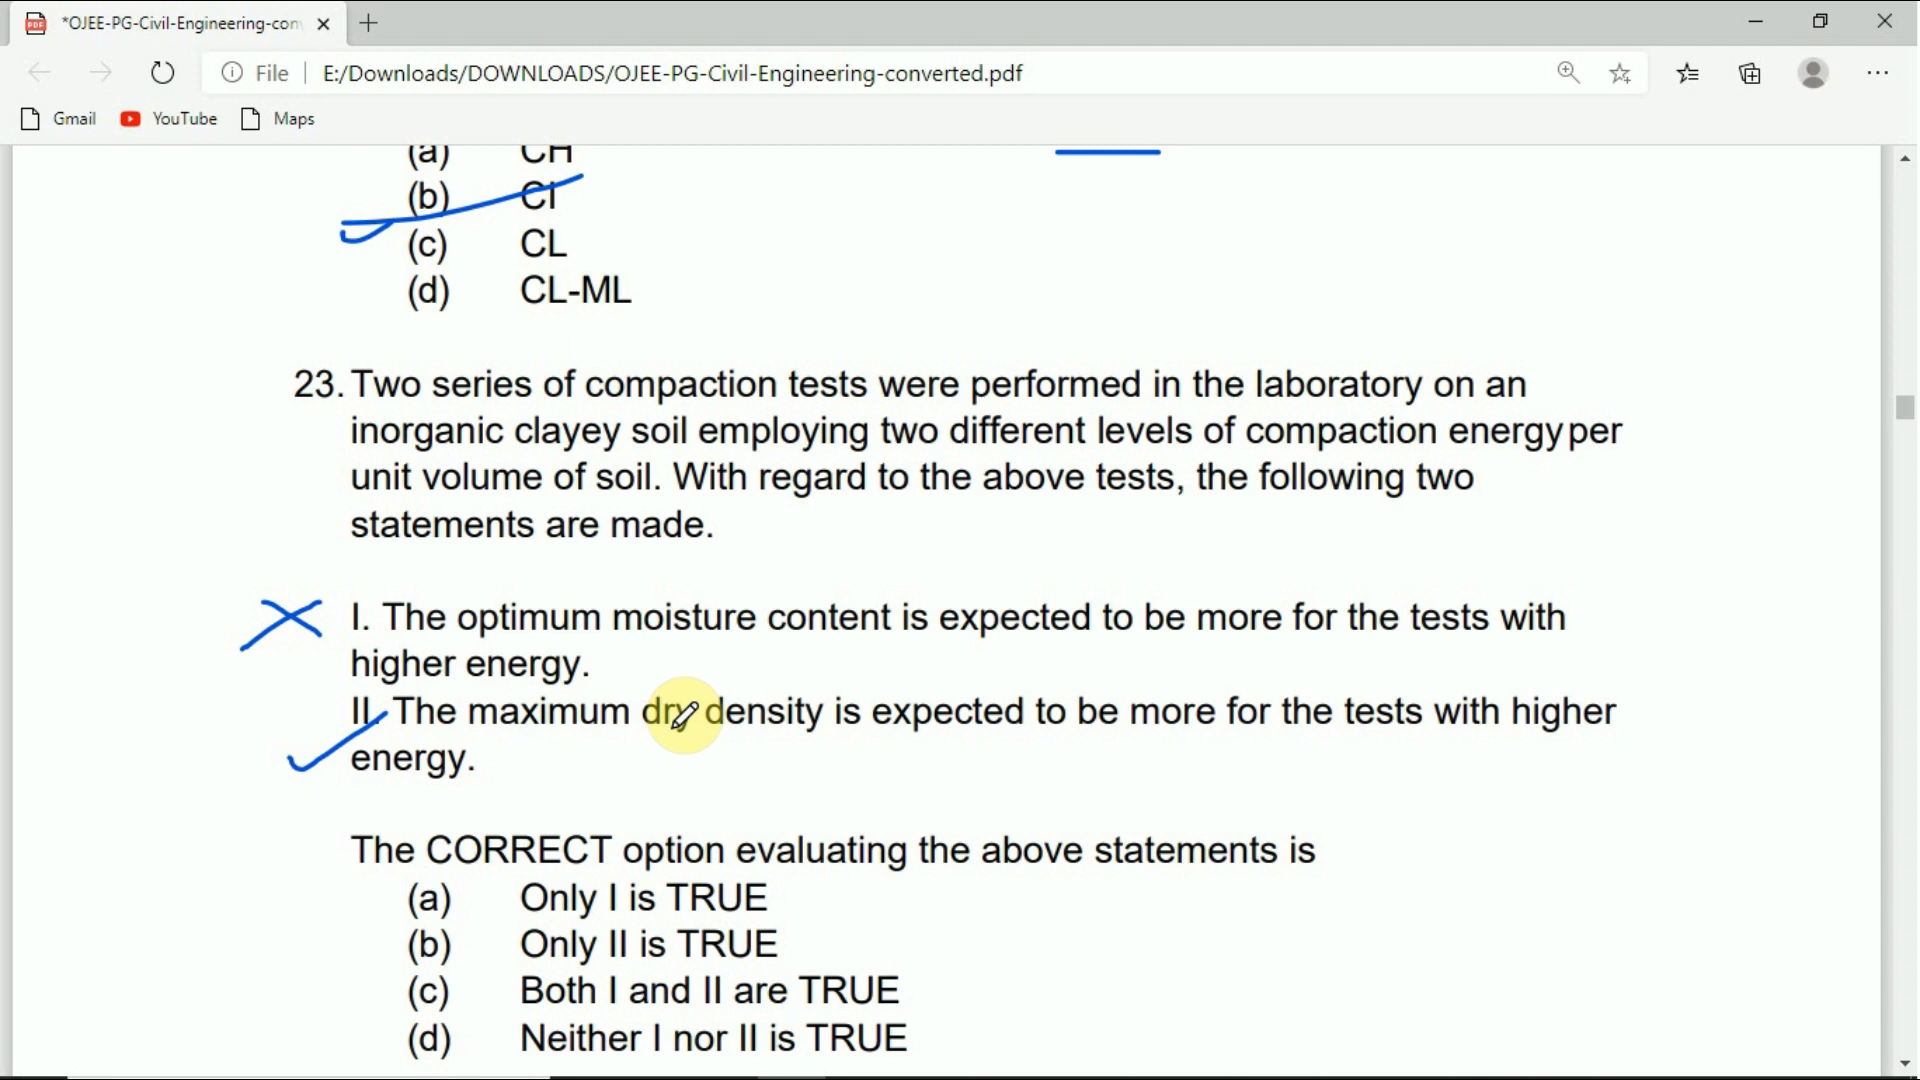 *OJEE-PG-Civil-Engineering-con
File E:/Downloads/DOWNLOADS/OJEE-PG-Civil-Engineering-converted.pdf
Gmail YouTube Maps
(a) CH
(b) CI
(c) CL
(d) CL-ML
23. Two series of compaction tests were performed in the laboratory on an
inorganic clayey soil employing two different levels of compaction energy per
unit volume of soil. With regard to the above tests, the following two
statements are made.
I. The optimum moisture content is expected to be more for the tests with
higher energy.
II. The maximum dry density is expected to be more for the tests with higher
energy.
The CORRECT option evaluating the above statements is
(a) Only I is TRUE
(b) Only II is TRUE
(c) Both I and II are TRUE
(d) Neither I nor II is TRUE